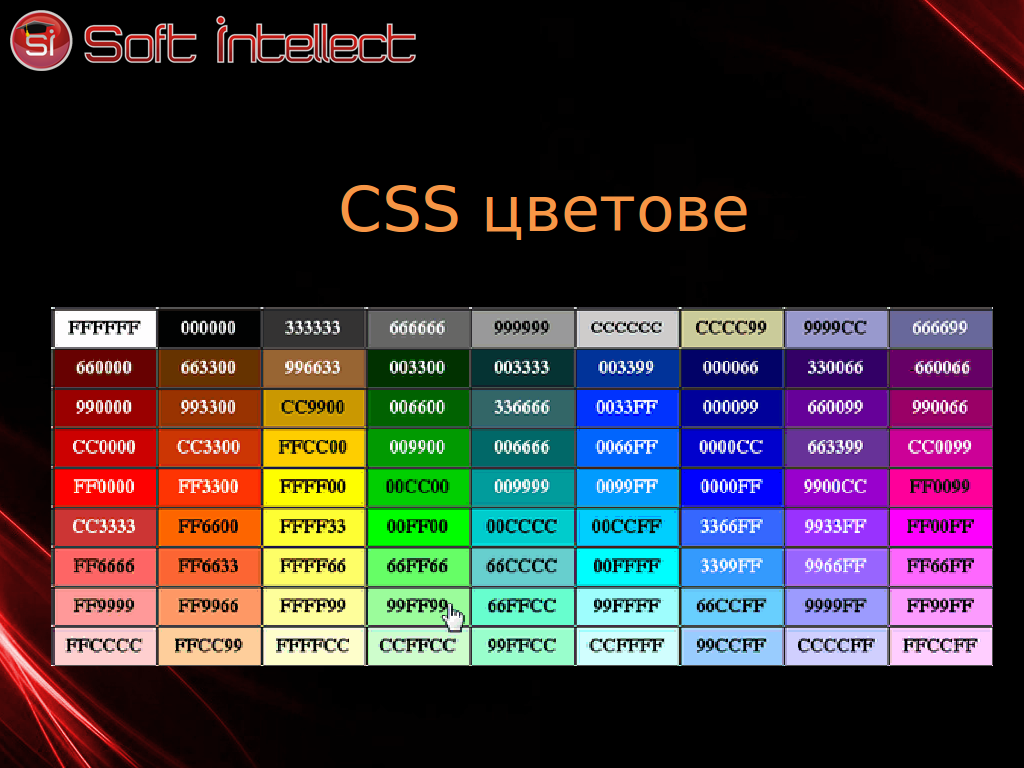 Si Soft intellect
CSS цветове
FFFFFF 000000 333333 666666 999999 CCCCCC CCCC99 9999CC 666699
660000 663300 996633 003300 003333 003399 000066 330066 660066
990000 993300 CC9900 006600 336666 0033FF 000099 660099 990066
CC0000 CC3300 FFCC00 009900 006666 0066FF 0000CC 663399 CC0099
FF0000 FF3300 FFFF00 00CC00 009999 0099FF 0000FF 9900CC FF0099
CC3333 FF6600 FFFF33 00FF00 00CCCC 00CCFF 3366FF 9933FF FF00FF
FF6666 FF6633 FFFF66 66FF66 66CCCC 00FFFF 3399FF 9966FF FF66FF
FF9999 FF9966 FFFF99 99FF99 66FFCC 99FFFF 66CCFF 9999FF FF99FF
FFCCCC FFCC99 FFFFCC CCFFCC 99FFCC CCFFFF 99CCFF CCCCFF FFCCFF